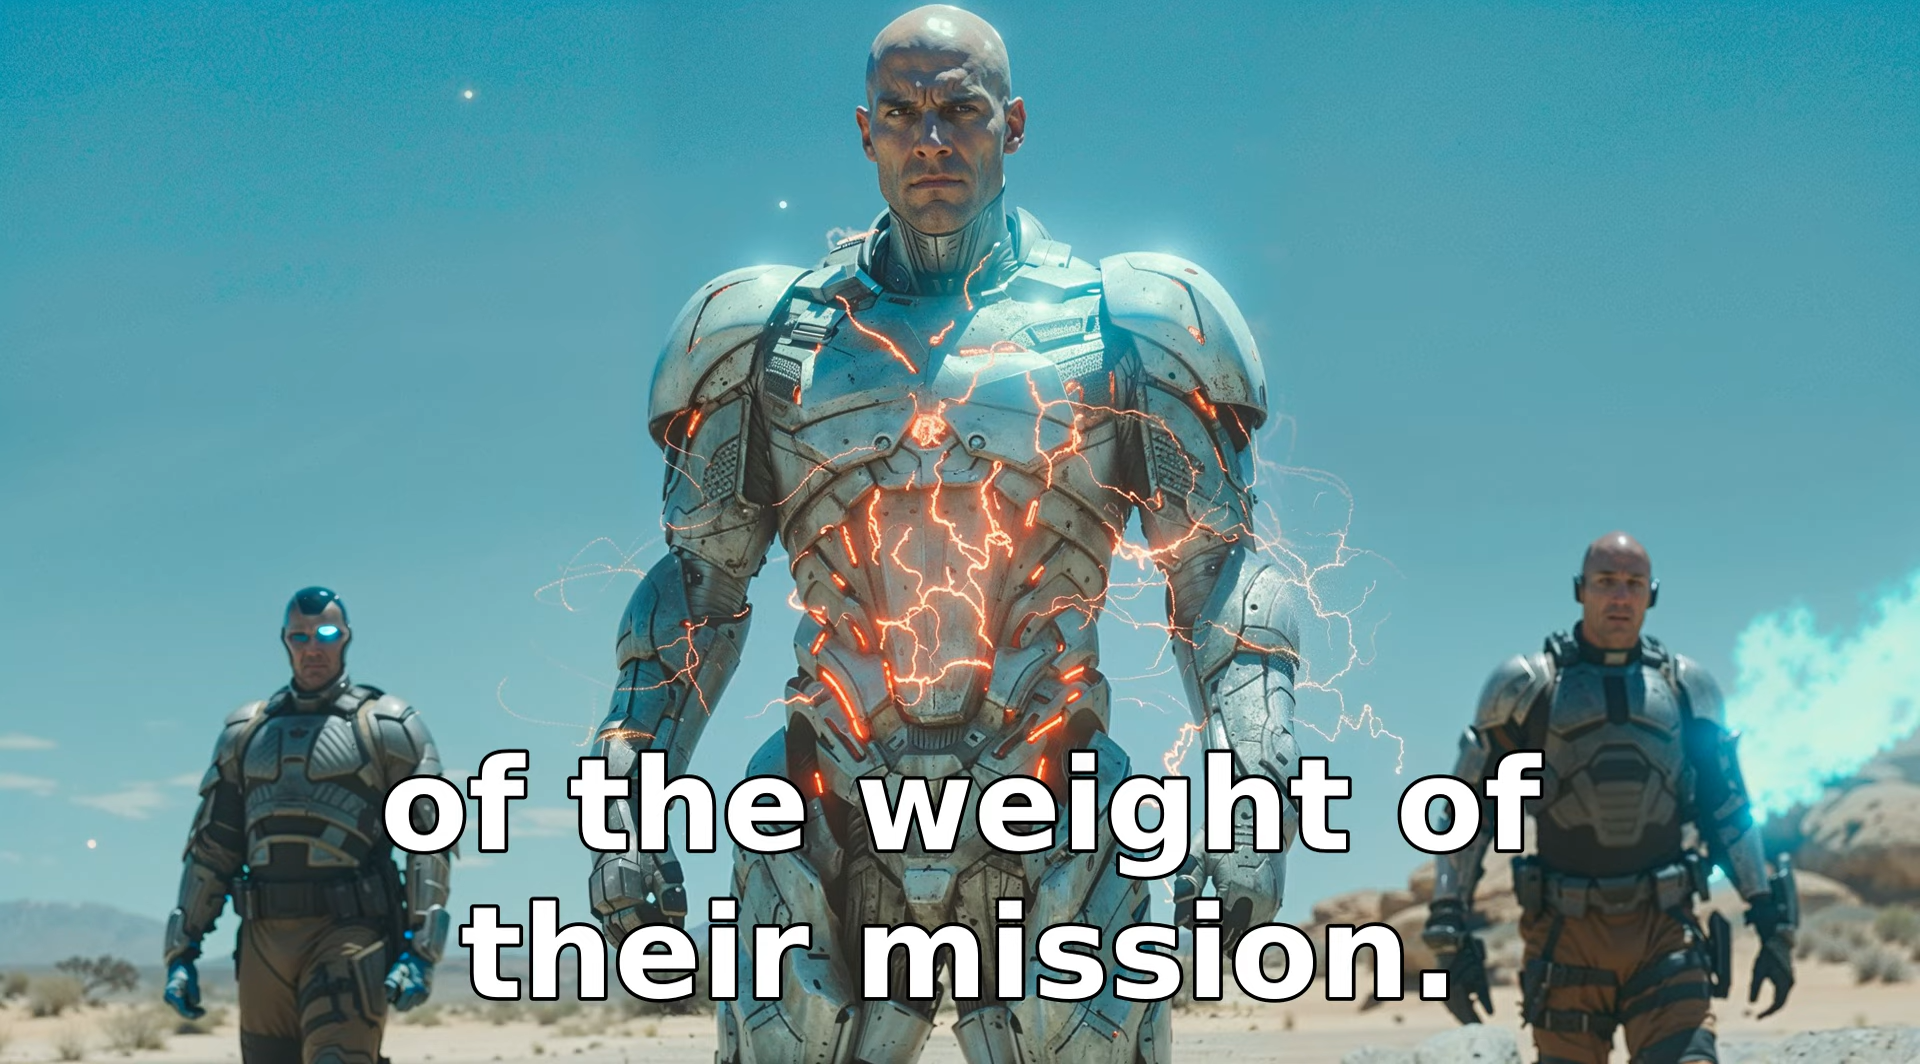 of the weight of
their mission.